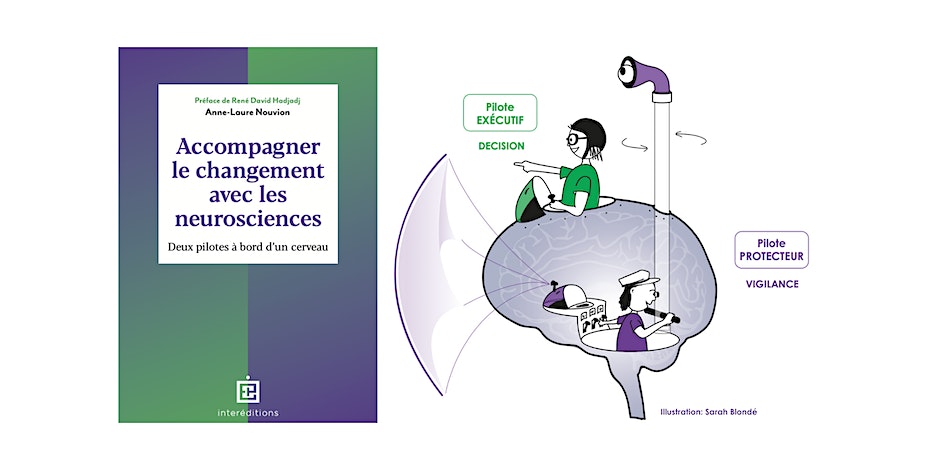 Préface de René David Hadjadj
Anne-Laure Nouvion
Accompagner
le changement
avec les
neurosciences
Deux pilotes à bord d'un cerveau
interéditions
Pilote
EXÉCUTIF
DECISION
Pilote
PROTECTEUR
VIGILANCE
Illustration: Sarah Blondé